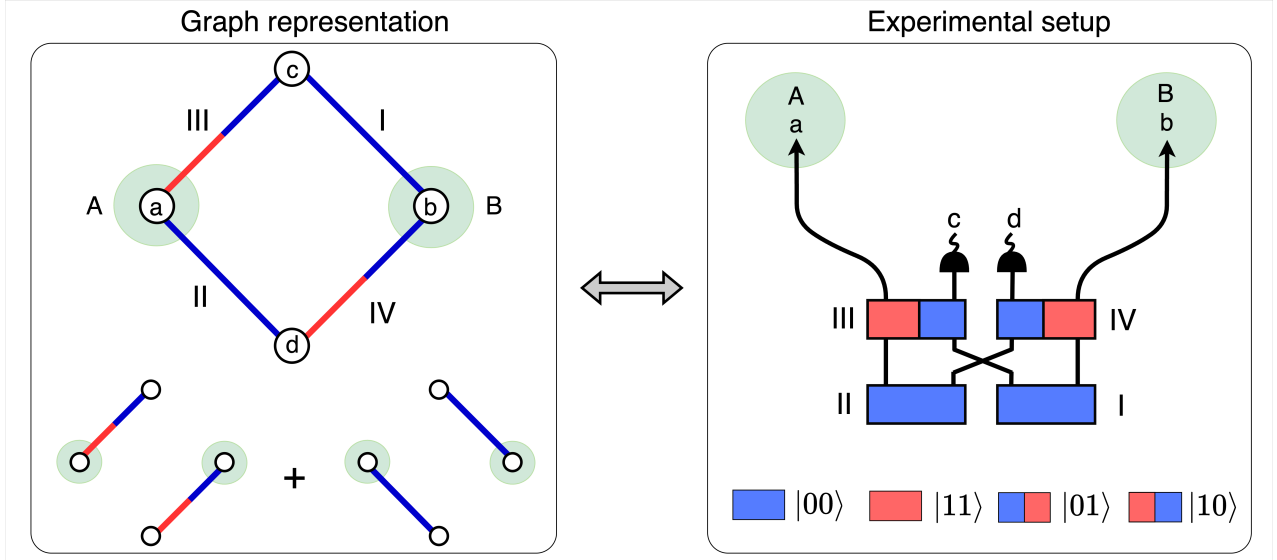 Graph representation
c
III
I
A
a
b
B
II
IV
d
+
Experimental setup
A
a
B
b
c
d
III
IV
II
I
|00⟩
|11⟩
|01⟩
|10⟩